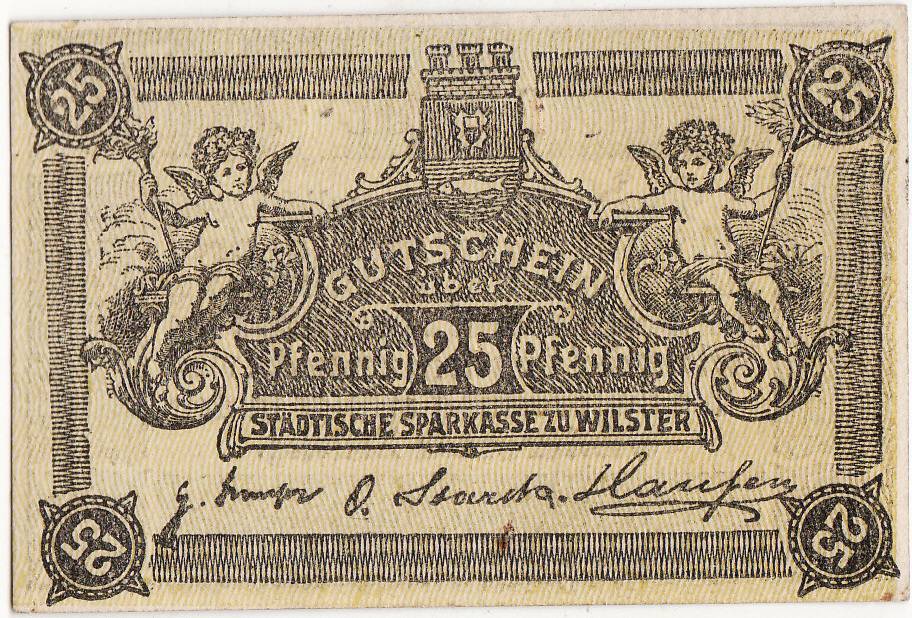 25 25
GUTSCHEIN
über
Pfennig 25 Pfennig
STÄDTISCHE SPARKASSE ZU WILSTER
25 25